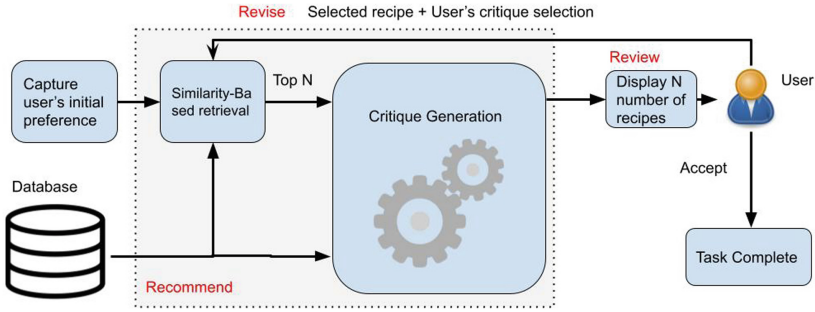 Revise Selected recipe + User's critique selection
Review
Capture
user's initial
preference
Similarity-Ba
sed retrieval
Top N
Critique Generation
Display N
number of
recipes
User
Database
Accept
Recommend
Task Complete